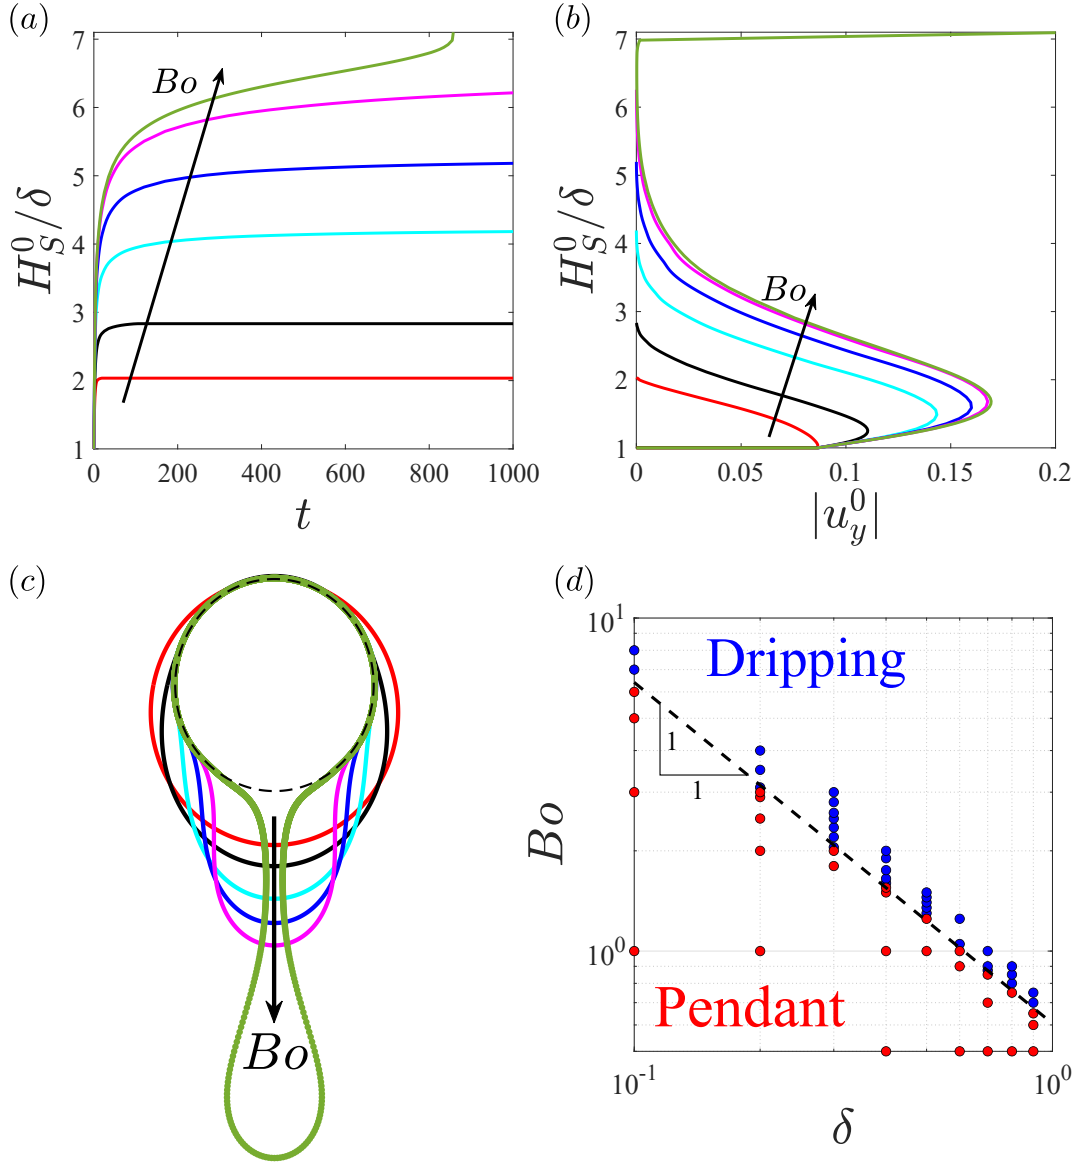 (a)
7
6
5
4
3
2
1
H_S^0/δ
Bo
0 200 400 600 800 1000
t
(b)
7
6
5
4
3
2
1
H_S^0/δ
Bo
0 0.05 0.1 0.15 0.2
|u_y^0|
(c)
Bo
(d)
10^1
10^0
Bo
Dripping
1
1
Pendant
10^-1 10^0
δ